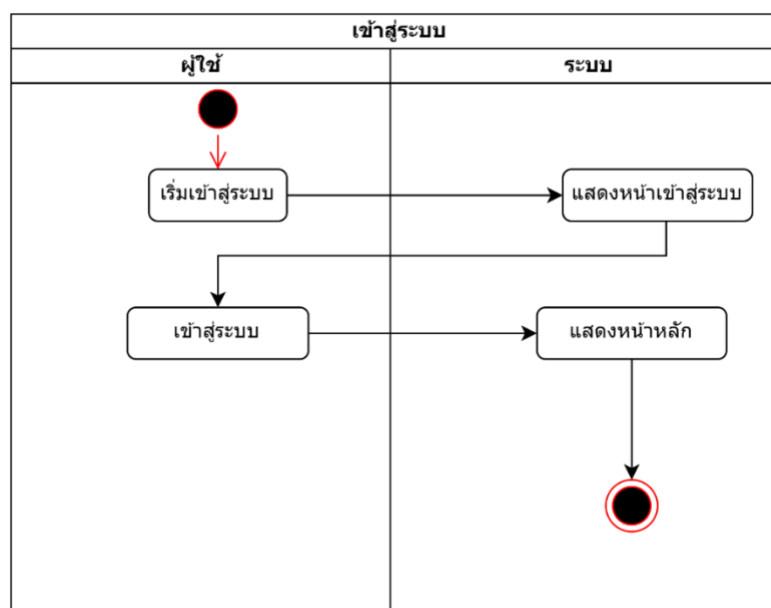 เข้าสู่ระบบ
ผู้ใช้
ระบบ
เริ่มเข้าสู่ระบบ
แสดงหน้าเข้าสู่ระบบ
เข้าสู่ระบบ
แสดงหน้าหลัก